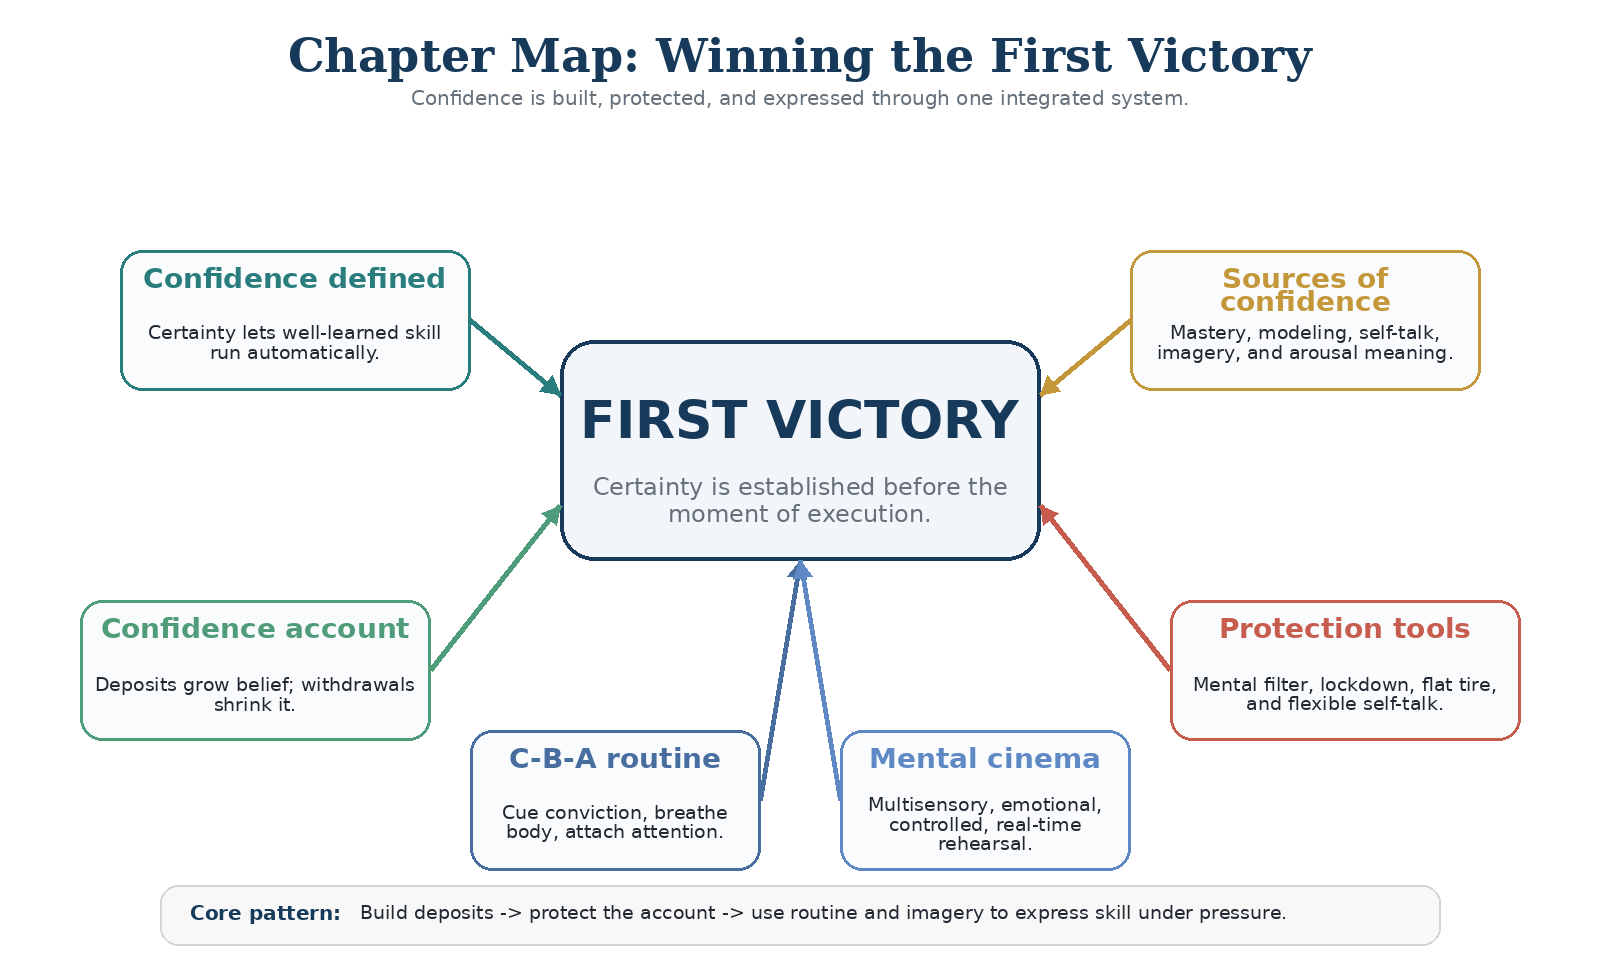 Chapter Map: Winning the First Victory
Confidence is built, protected, and expressed through one integrated system.
Confidence defined
Certainty lets well-learned skill
run automatically.
Sources of
confidence
Mastery, modeling, self-talk,
imagery, and arousal meaning.
FIRST VICTORY
Certainty is established before the
moment of execution.
Confidence account
Deposits grow belief; withdrawals
shrink it.
Protection tools
Mental filter, lockdown, flat tire,
and flexible self-talk.
C-B-A routine
Cue conviction, breathe
body, attach attention.
Mental cinema
Multisensory, emotional,
controlled, real-time
rehearsal.
Core pattern: Build deposits -> protect the account -> use routine and imagery to express skill under pressure.